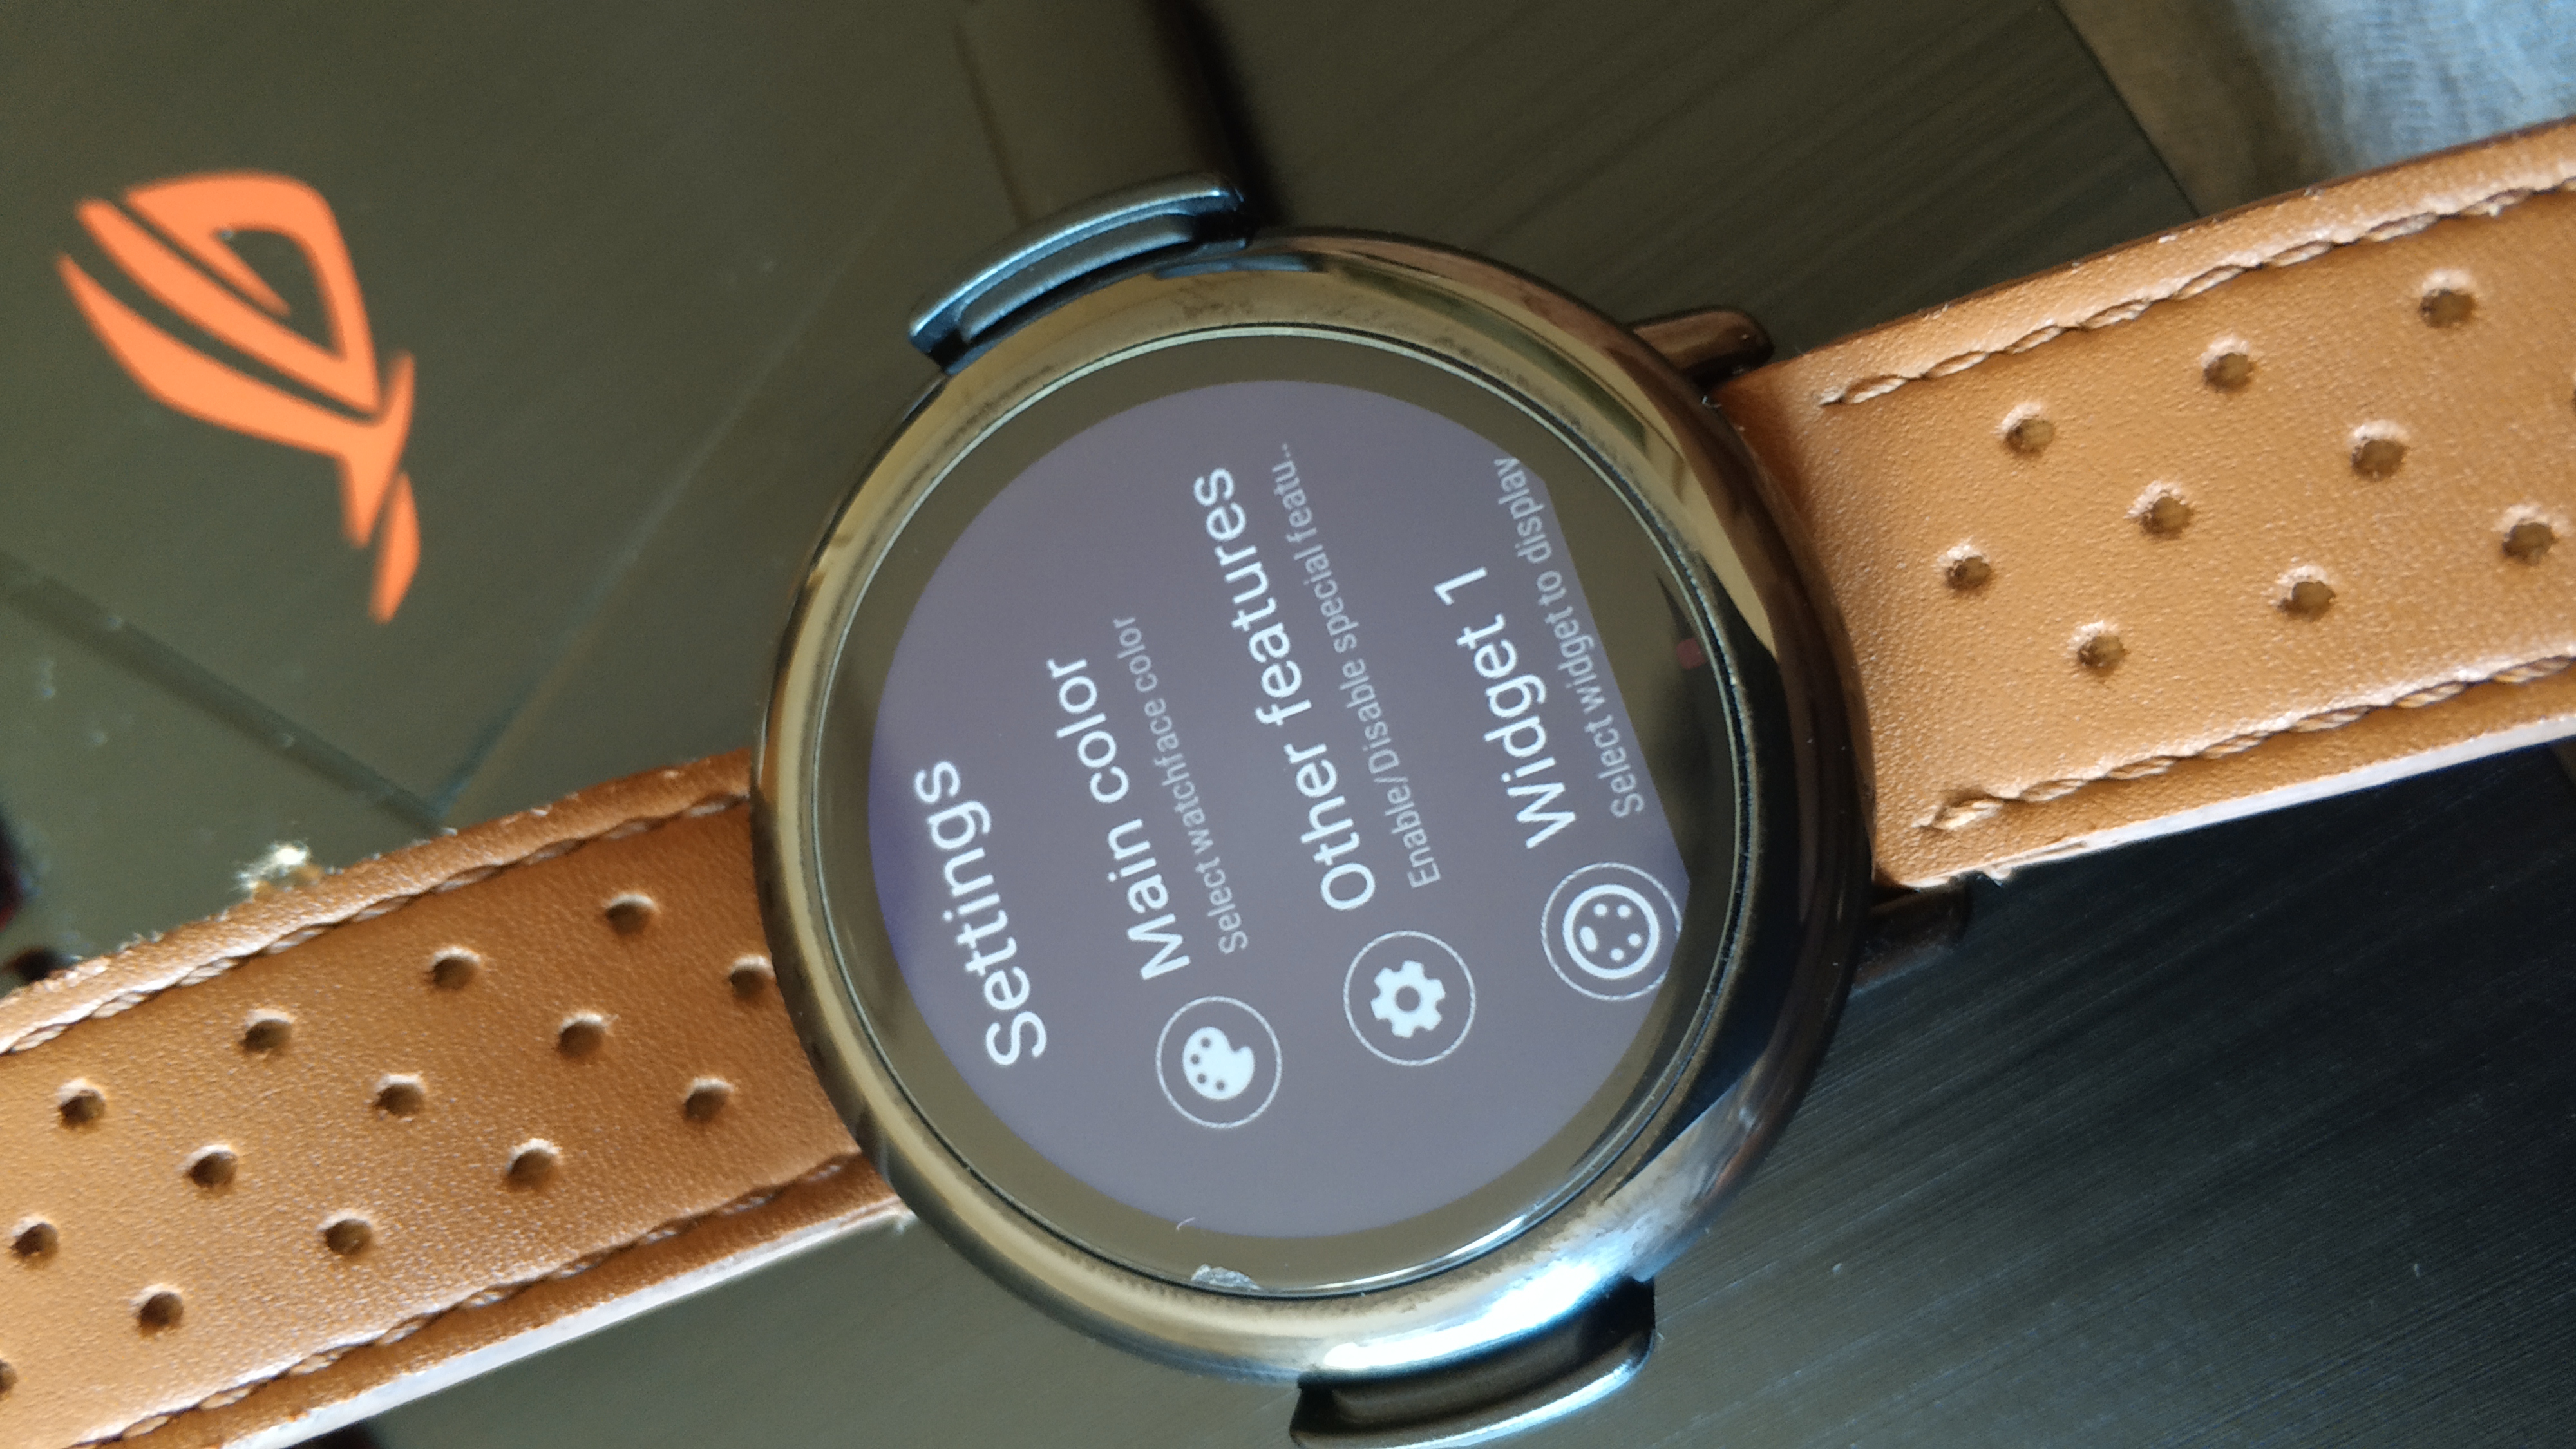 Settings
Main color
Select watchface color
Other features
Enable/Disable special featu..
Widget 1
Select widget to display